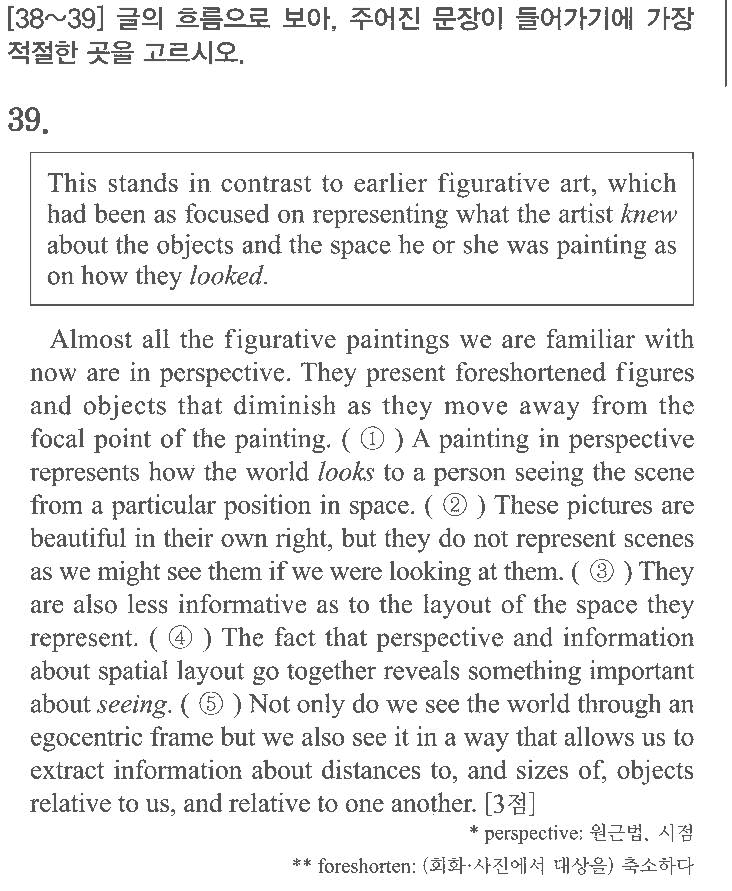 [38~39] 글의 흐름으로 보아, 주어진 문장이 들어가기에 가장
적절한 곳을 고르시오.
39.
This stands in contrast to earlier figurative art, which
had been as focused on representing what the artist knew
about the objects and the space he or she was painting as
on how they looked.
Almost all the figurative paintings we are familiar with
now are in perspective. They present foreshortened figures
and objects that diminish as they move away from the
focal point of the painting. ( ① ) A painting in perspective
represents how the world looks to a person seeing the scene
from a particular position in space. ( ② ) These pictures are
beautiful in their own right, but they do not represent scenes
as we might see them if we were looking at them. ( ③ ) They
are also less informative as to the layout of the space they
represent. ( ④ ) The fact that perspective and information
about spatial layout go together reveals something important
about seeing. ( ⑤ ) Not only do we see the world through an
egocentric frame but we also see it in a way that allows us to
extract information about distances to, and sizes of, objects
relative to us, and relative to one another. [3점]
* perspective: 원근법, 시점
** foreshorten: (회화·사진에서 대상을) 축소하다